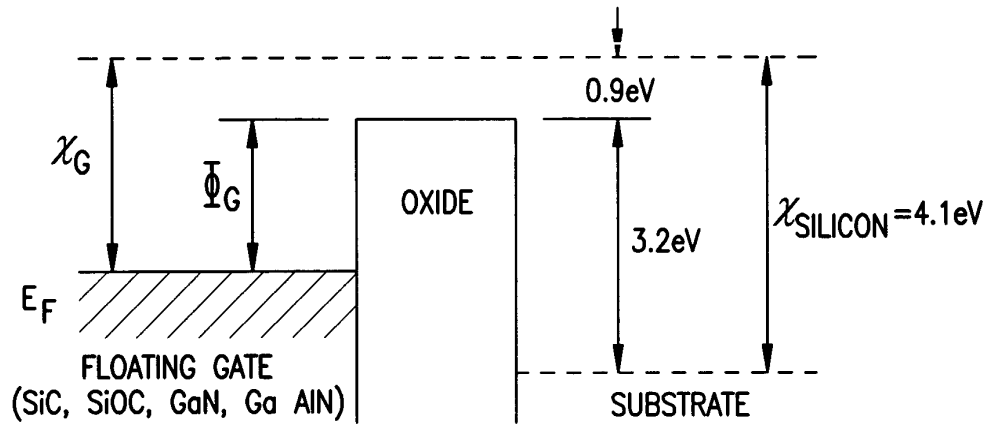 0.9eV
χG
ΦG
OXIDE
3.2eV
χSILICON=4.1eV
EF
FLOATING GATE
(SiC, SiOC, GaN, Ga AlN)
SUBSTRATE